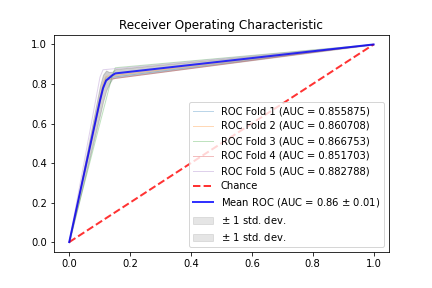 Receiver Operating Characteristic
1.0
0.8
0.6
0.4
0.2
0.0
ROC Fold 1 (AUC = 0.855875)
ROC Fold 2 (AUC = 0.860708)
ROC Fold 3 (AUC = 0.866753)
ROC Fold 4 (AUC = 0.851703)
ROC Fold 5 (AUC = 0.882788)
Chance
Mean ROC (AUC = 0.86 ± 0.01)
± 1 std. dev.
± 1 std. dev.
0.0 0.2 0.4 0.6 0.8 1.0